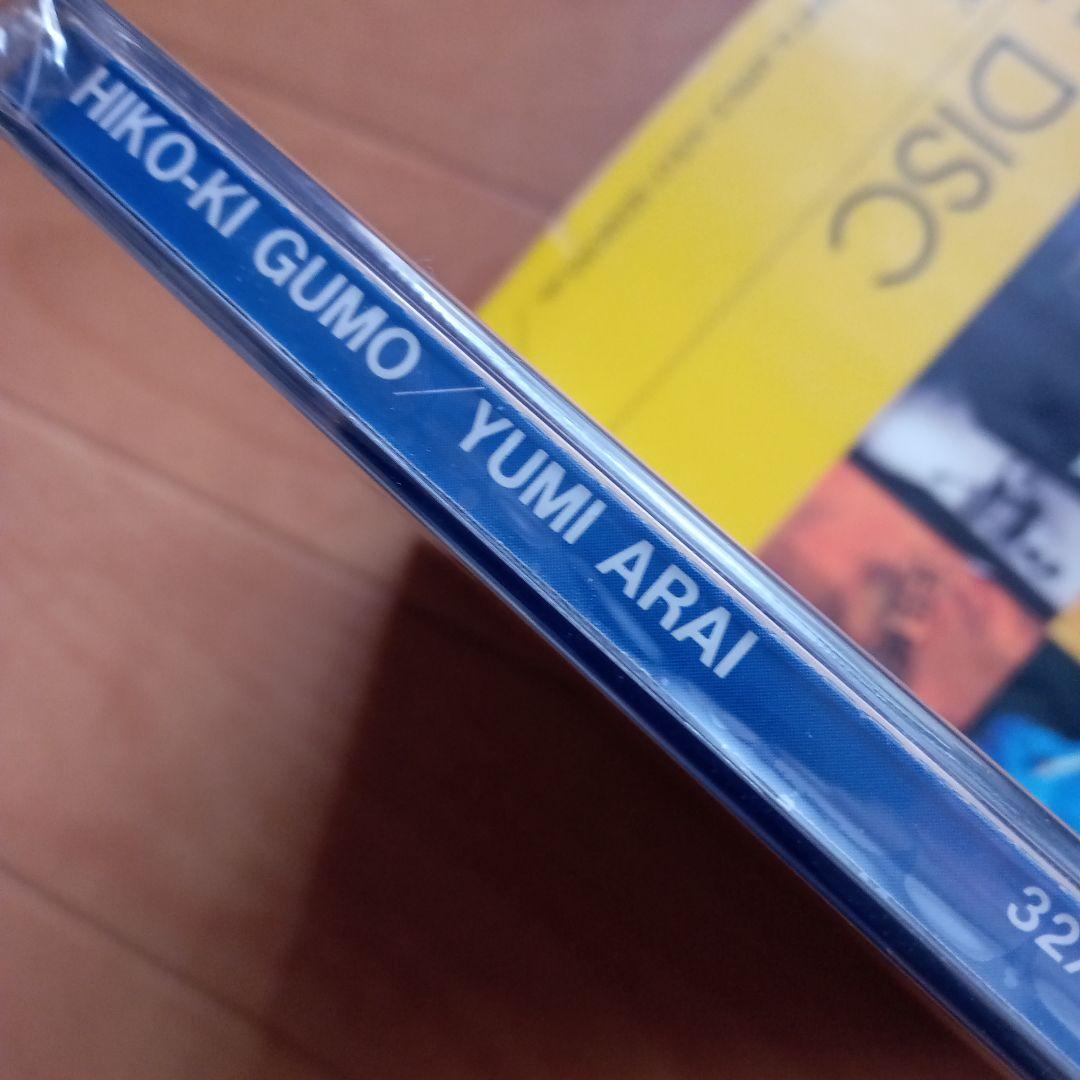 HIKO-KI GUMO / YUMI ARAI
32
DISC